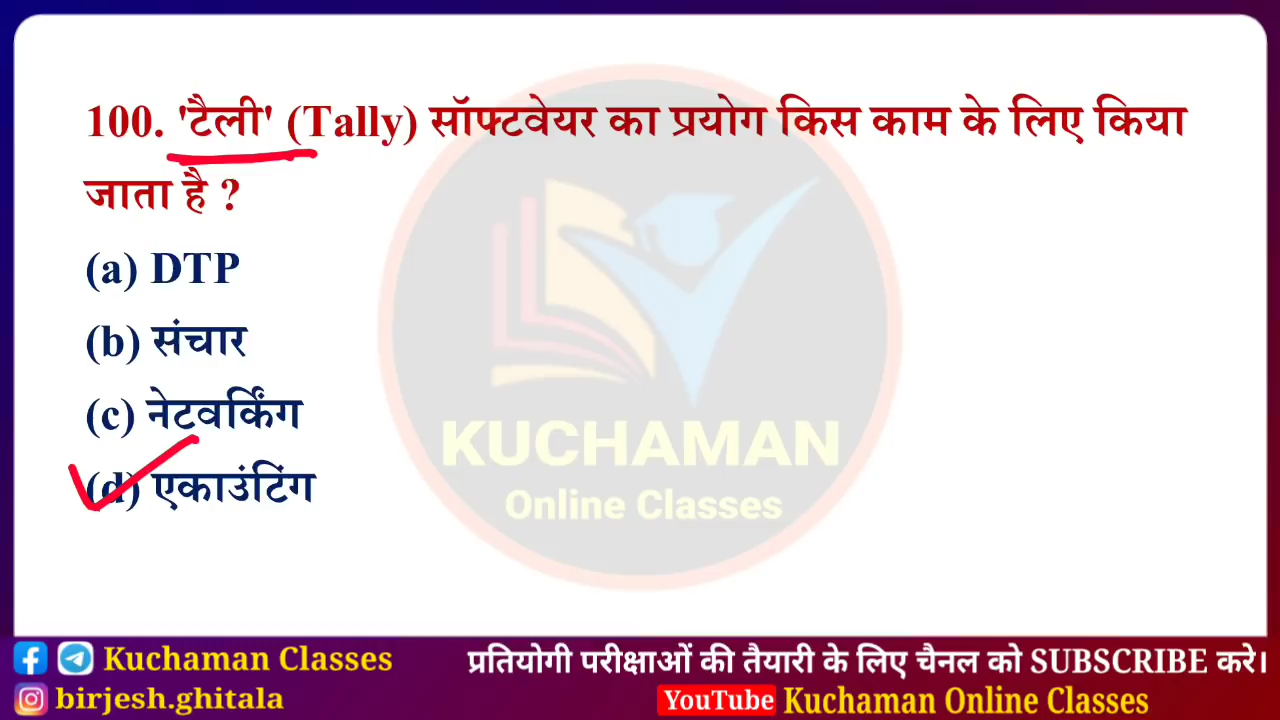 100. 'टैली' (Tally) सॉफ्टवेयर का प्रयोग किस काम के लिए किया
जाता है ?
(a) DTP
(b) संचार
(c) नेटवर्किंग
(d) एकाउंटिंग
KUCHAMAN
Online Classes
Kuchaman Classes
प्रतियोगी परीक्षाओं की तैयारी के लिए चैनल को SUBSCRIBE करे।
birjesh.ghitala
YouTube Kuchaman Online Classes